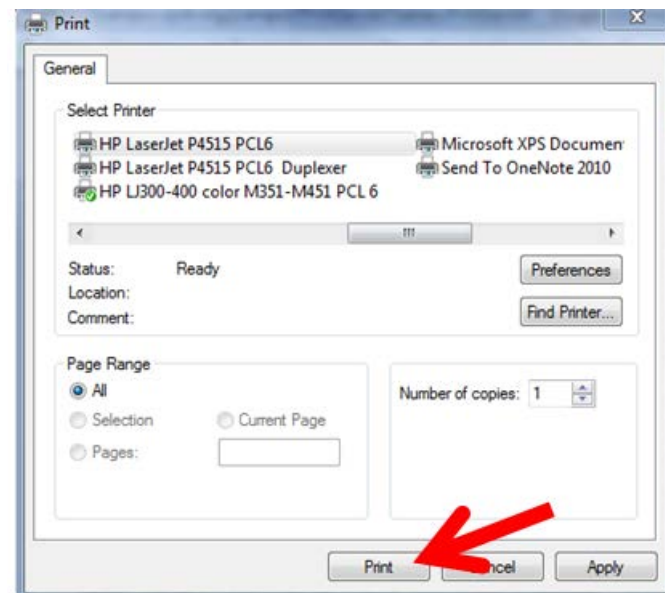 Print
General
Select Printer
HP LaserJet P4515 PCL6
Microsoft XPS Documen
HP LaserJet P4515 PCL6 Duplexer
Send To OneNote 2010
HP LJ300-400 color M351-M451 PCL 6
Status: Ready
Preferences
Location:
Comment:
Find Printer...
Page Range
All
Number of copies: 1
Selection
Current Page
Pages:
Print
ncel
Apply